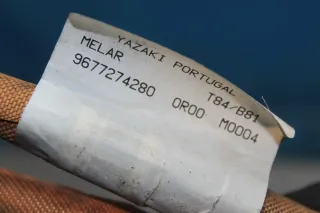 YAZAKI PORTUGAL
MELAR T84/B81
9677274280 0R00 M0004